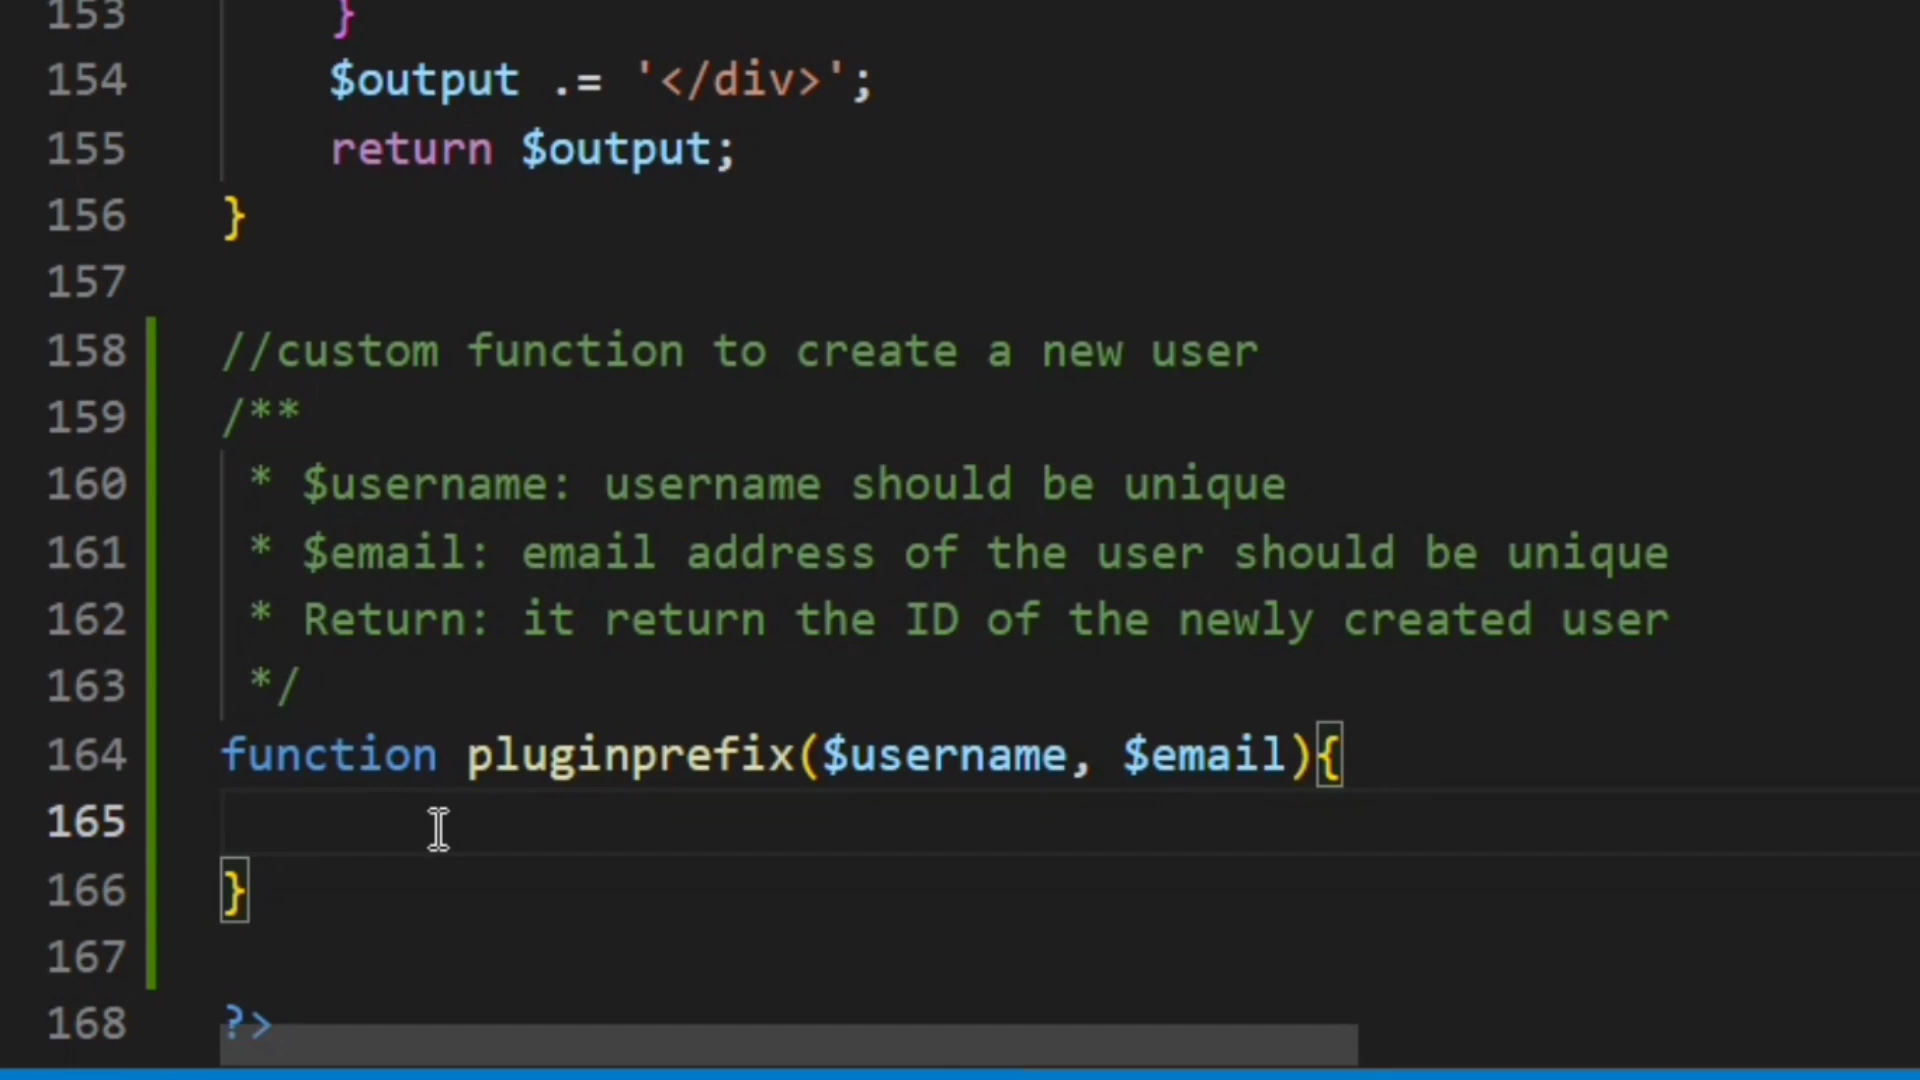 153 }
154 $output .= '</div>';
155 return $output;
156 }
157
158 //custom function to create a new user
159 /**
160 * $username: username should be unique
161 * $email: email address of the user should be unique
162 * Return: it return the ID of the newly created user
163 */
164 function pluginprefix($username, $email){
165
166 }
167
168 ?>